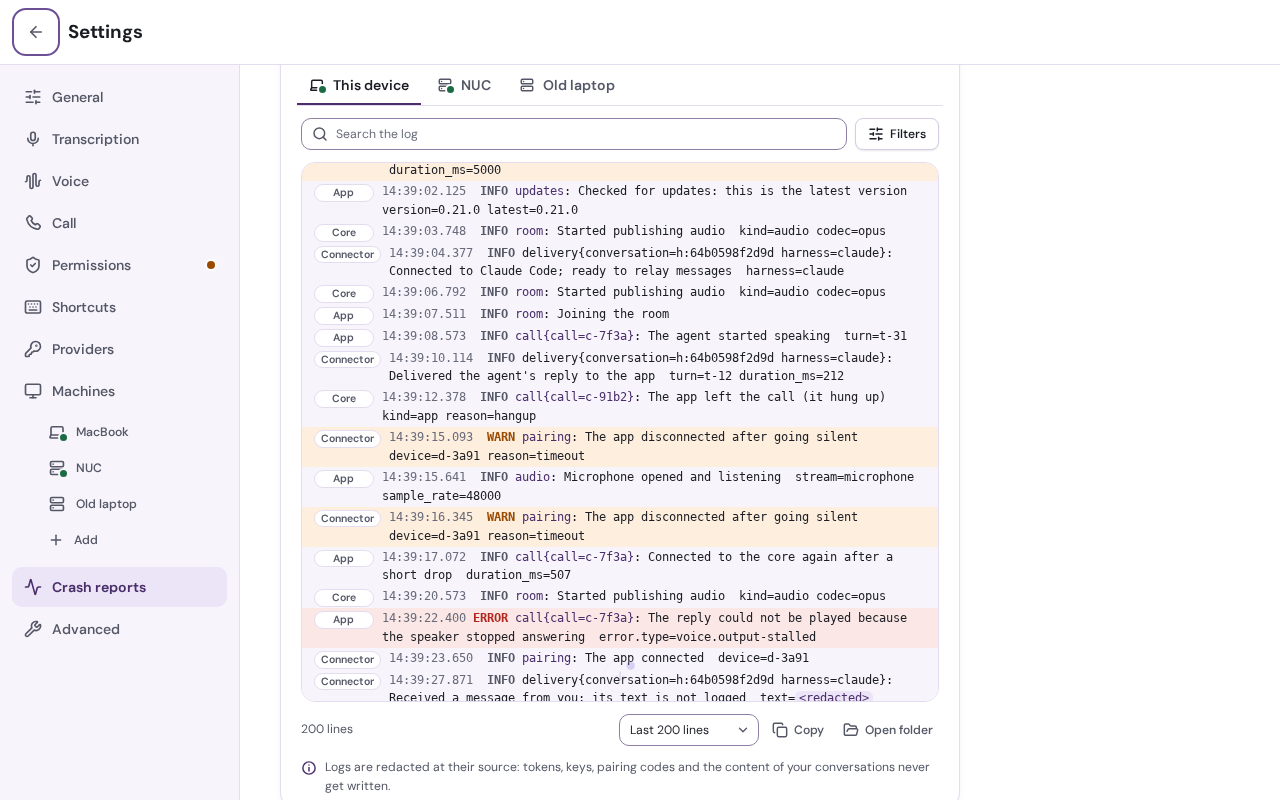 Settings
General
Transcription
Voice
Call
Permissions
Shortcuts
Providers
Machines
MacBook
NUC
Old laptop
Add
Crash reports
Advanced
This device NUC Old laptop
Search the log Filters
duration_ms=5000
App 14:39:02.125 INFO updates: Checked for updates: this is the latest version
version=0.21.0 latest=0.21.0
Core 14:39:03.748 INFO room: Started publishing audio kind=audio codec=opus
Connector 14:39:04.377 INFO delivery{conversation=h:64b0598f2d9d harness=claude}:
Connected to Claude Code; ready to relay messages harness=claude
Core 14:39:06.792 INFO room: Started publishing audio kind=audio codec=opus
App 14:39:07.511 INFO room: Joining the room
App 14:39:08.573 INFO call{call=c-7f3a}: The agent started speaking turn=t-31
Connector 14:39:10.114 INFO delivery{conversation=h:64b0598f2d9d harness=claude}:
Delivered the agent's reply to the app turn=t-12 duration_ms=212
Core 14:39:12.378 INFO call{call=c-91b2}: The app left the call (it hung up)
kind=app reason=hangup
Connector 14:39:15.093 WARN pairing: The app disconnected after going silent
device=d-3a91 reason=timeout
App 14:39:15.641 INFO audio: Microphone opened and listening stream=microphone
sample_rate=48000
Connector 14:39:16.345 WARN pairing: The app disconnected after going silent
device=d-3a91 reason=timeout
App 14:39:17.072 INFO call{call=c-7f3a}: Connected to the core again after a
short drop duration_ms=507
Core 14:39:20.573 INFO room: Started publishing audio kind=audio codec=opus
App 14:39:22.400 ERROR call{call=c-7f3a}: The reply could not be played because
the speaker stopped answering error.type=voice.output-stalled
Connector 14:39:23.650 INFO pairing: The app connected device=d-3a91
Connector 14:39:27.871 INFO delivery{conversation=h:64b0598f2d9d harness=claude}:
Received a message from you; its text is not logged text=<redacted>
200 lines Last 200 lines Copy Open folder
Logs are redacted at their source: tokens, keys, pairing codes and the content of your conversations never
get written.